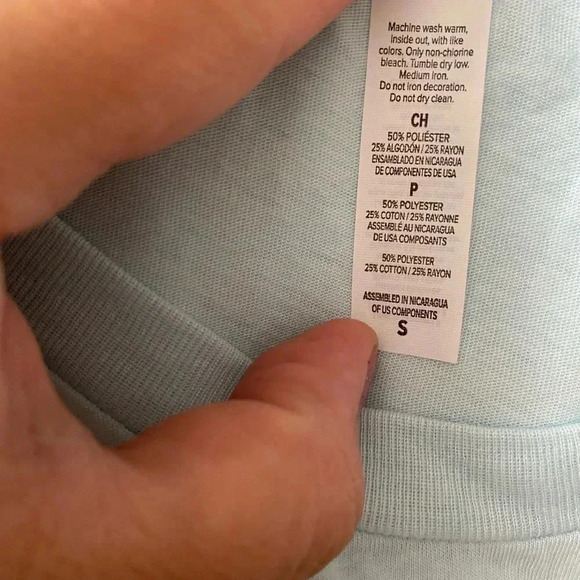 Machine wash warm,
inside out, with like
colors. Only non-chlorine
bleach. Tumble dry low.
Medium iron.
Do not iron decoration.
Do not dry clean.
CH
50% POLIÉSTER
25% ALGODÓN / 25% RAYON
ENSAMBLADO EN NICARAGUA
DE COMPONENTES DE USA
P
50% POLYESTER
25% COTON / 25% RAYONNE
ASSEMBLÉ AU NICARAGUA
DE USA COMPOSANTS
50% POLYESTER
25% COTTON / 25% RAYON
ASSEMBLED IN NICARAGUA
OF US COMPONENTS
S